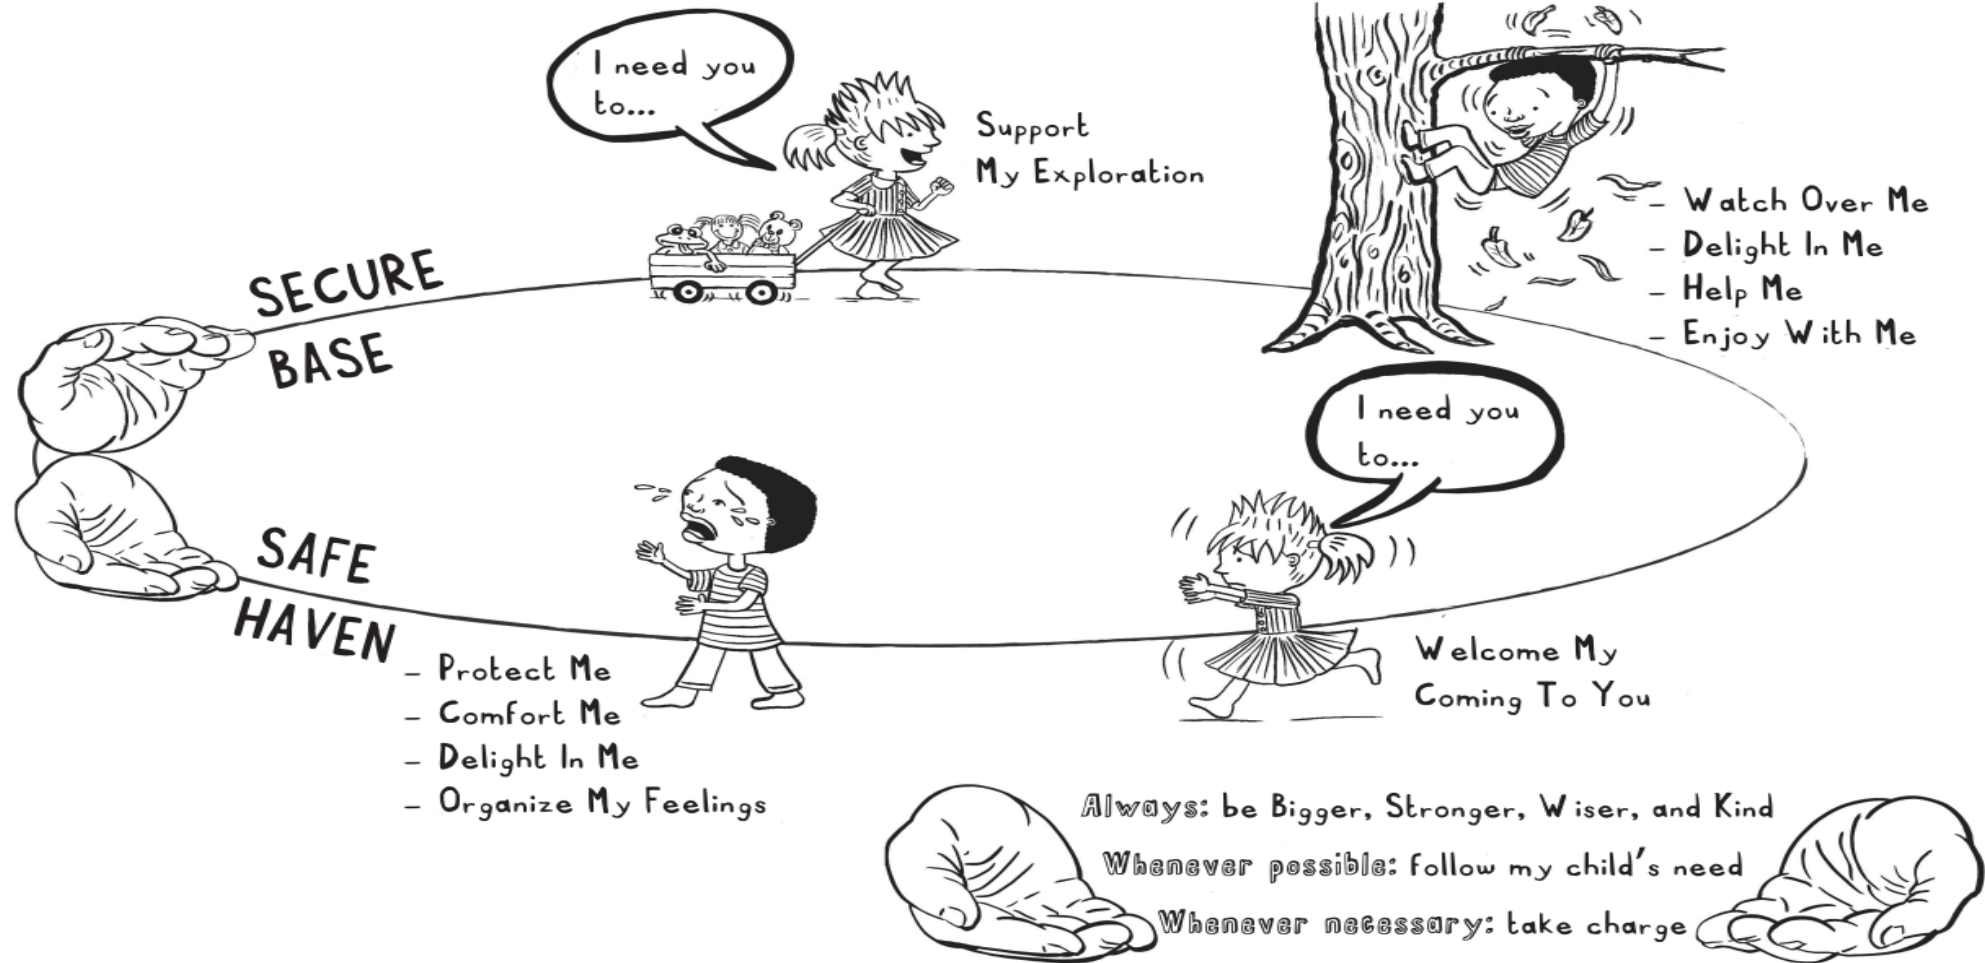 I need you
to...
Support
My Exploration
SECURE
BASE
- Watch Over Me
- Delight In Me
- Help Me
- Enjoy With Me
I need you
to...
Welcome My
Coming To You
SAFE
HAVEN
- Protect Me
- Comfort Me
- Delight In Me
- Organize My Feelings
Always: be Bigger, Stronger, Wiser, and Kind
Whenever possible: follow my child's need
Whenever necessary: take charge